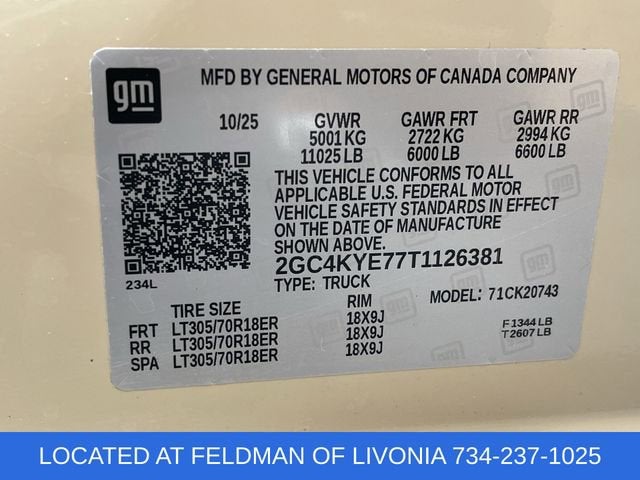 gm
MFD BY GENERAL MOTORS OF CANADA COMPANY
10/25 GVWR GAWR FRT GAWR RR
5001 KG 2722 KG 2994 KG
11025 LB 6000 LB 6600 LB
THIS VEHICLE CONFORMS TO ALL
APPLICABLE U.S. FEDERAL MOTOR
VEHICLE SAFETY STANDARDS IN EFFECT
ON THE DATE OF MANUFACTURE
SHOWN ABOVE.
2GC4KYE77T1126381
234L TYPE: TRUCK
MODEL: 71CK20743
TIRE SIZE RIM
FRT LT305/70R18ER 18X9J F1344 LB
RR LT305/70R18ER 18X9J T2607 LB
SPA LT305/70R18ER 18X9J
LOCATED AT FELDMAN OF LIVONIA 734-237-1025